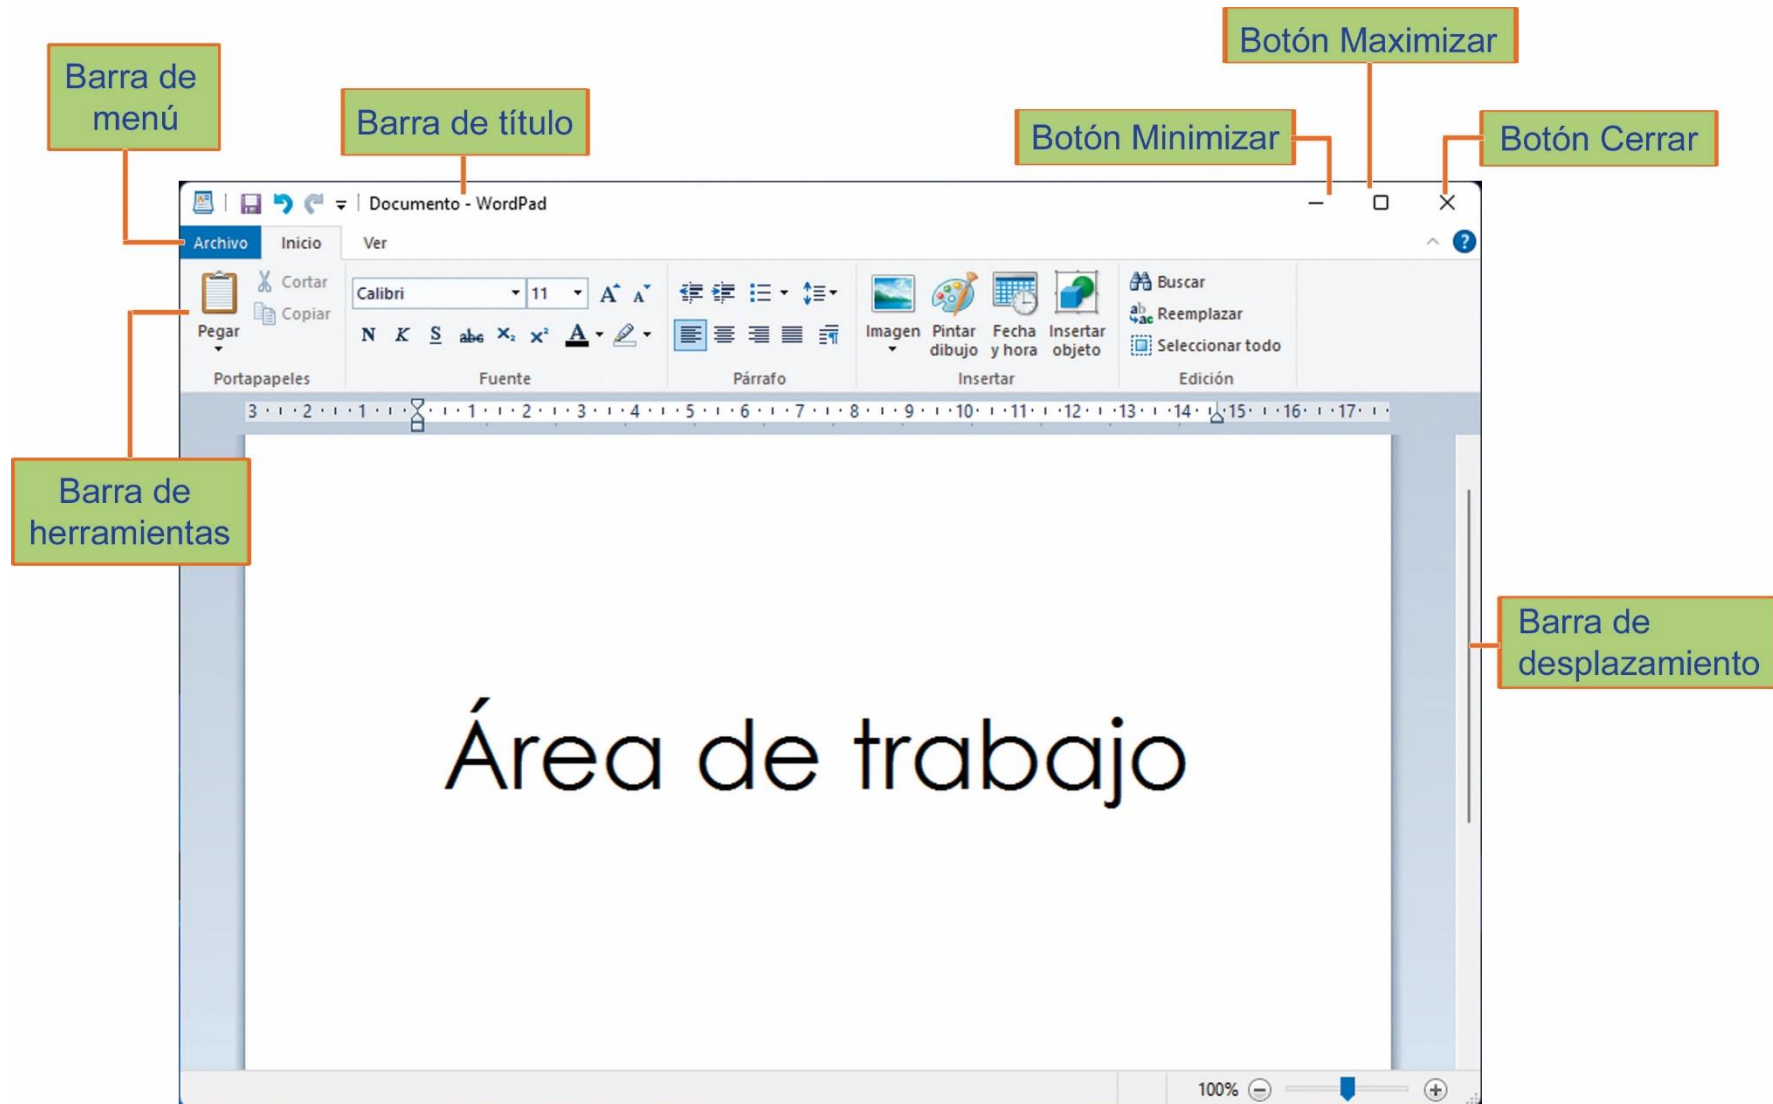 Botón Maximizar
Barra de
menú
Barra de título
Botón Minimizar
Botón Cerrar
Documento - WordPad
Archivo Inicio Ver
Pegar
Cortar
Copiar
Portapapeles
Calibri 11
N K S abc X₂ x² A
Fuente
Párrafo
Imagen
Pintar
dibujo
Fecha
y hora
Insertar
objeto
Insertar
Buscar
Reemplazar
Seleccionar todo
Edición
3 2 1 1 2 3 4 5 6 7 8 9 10 11 12 13 14 15 16 17
Barra de
herramientas
Barra de
desplazamiento
Área de trabajo
100%